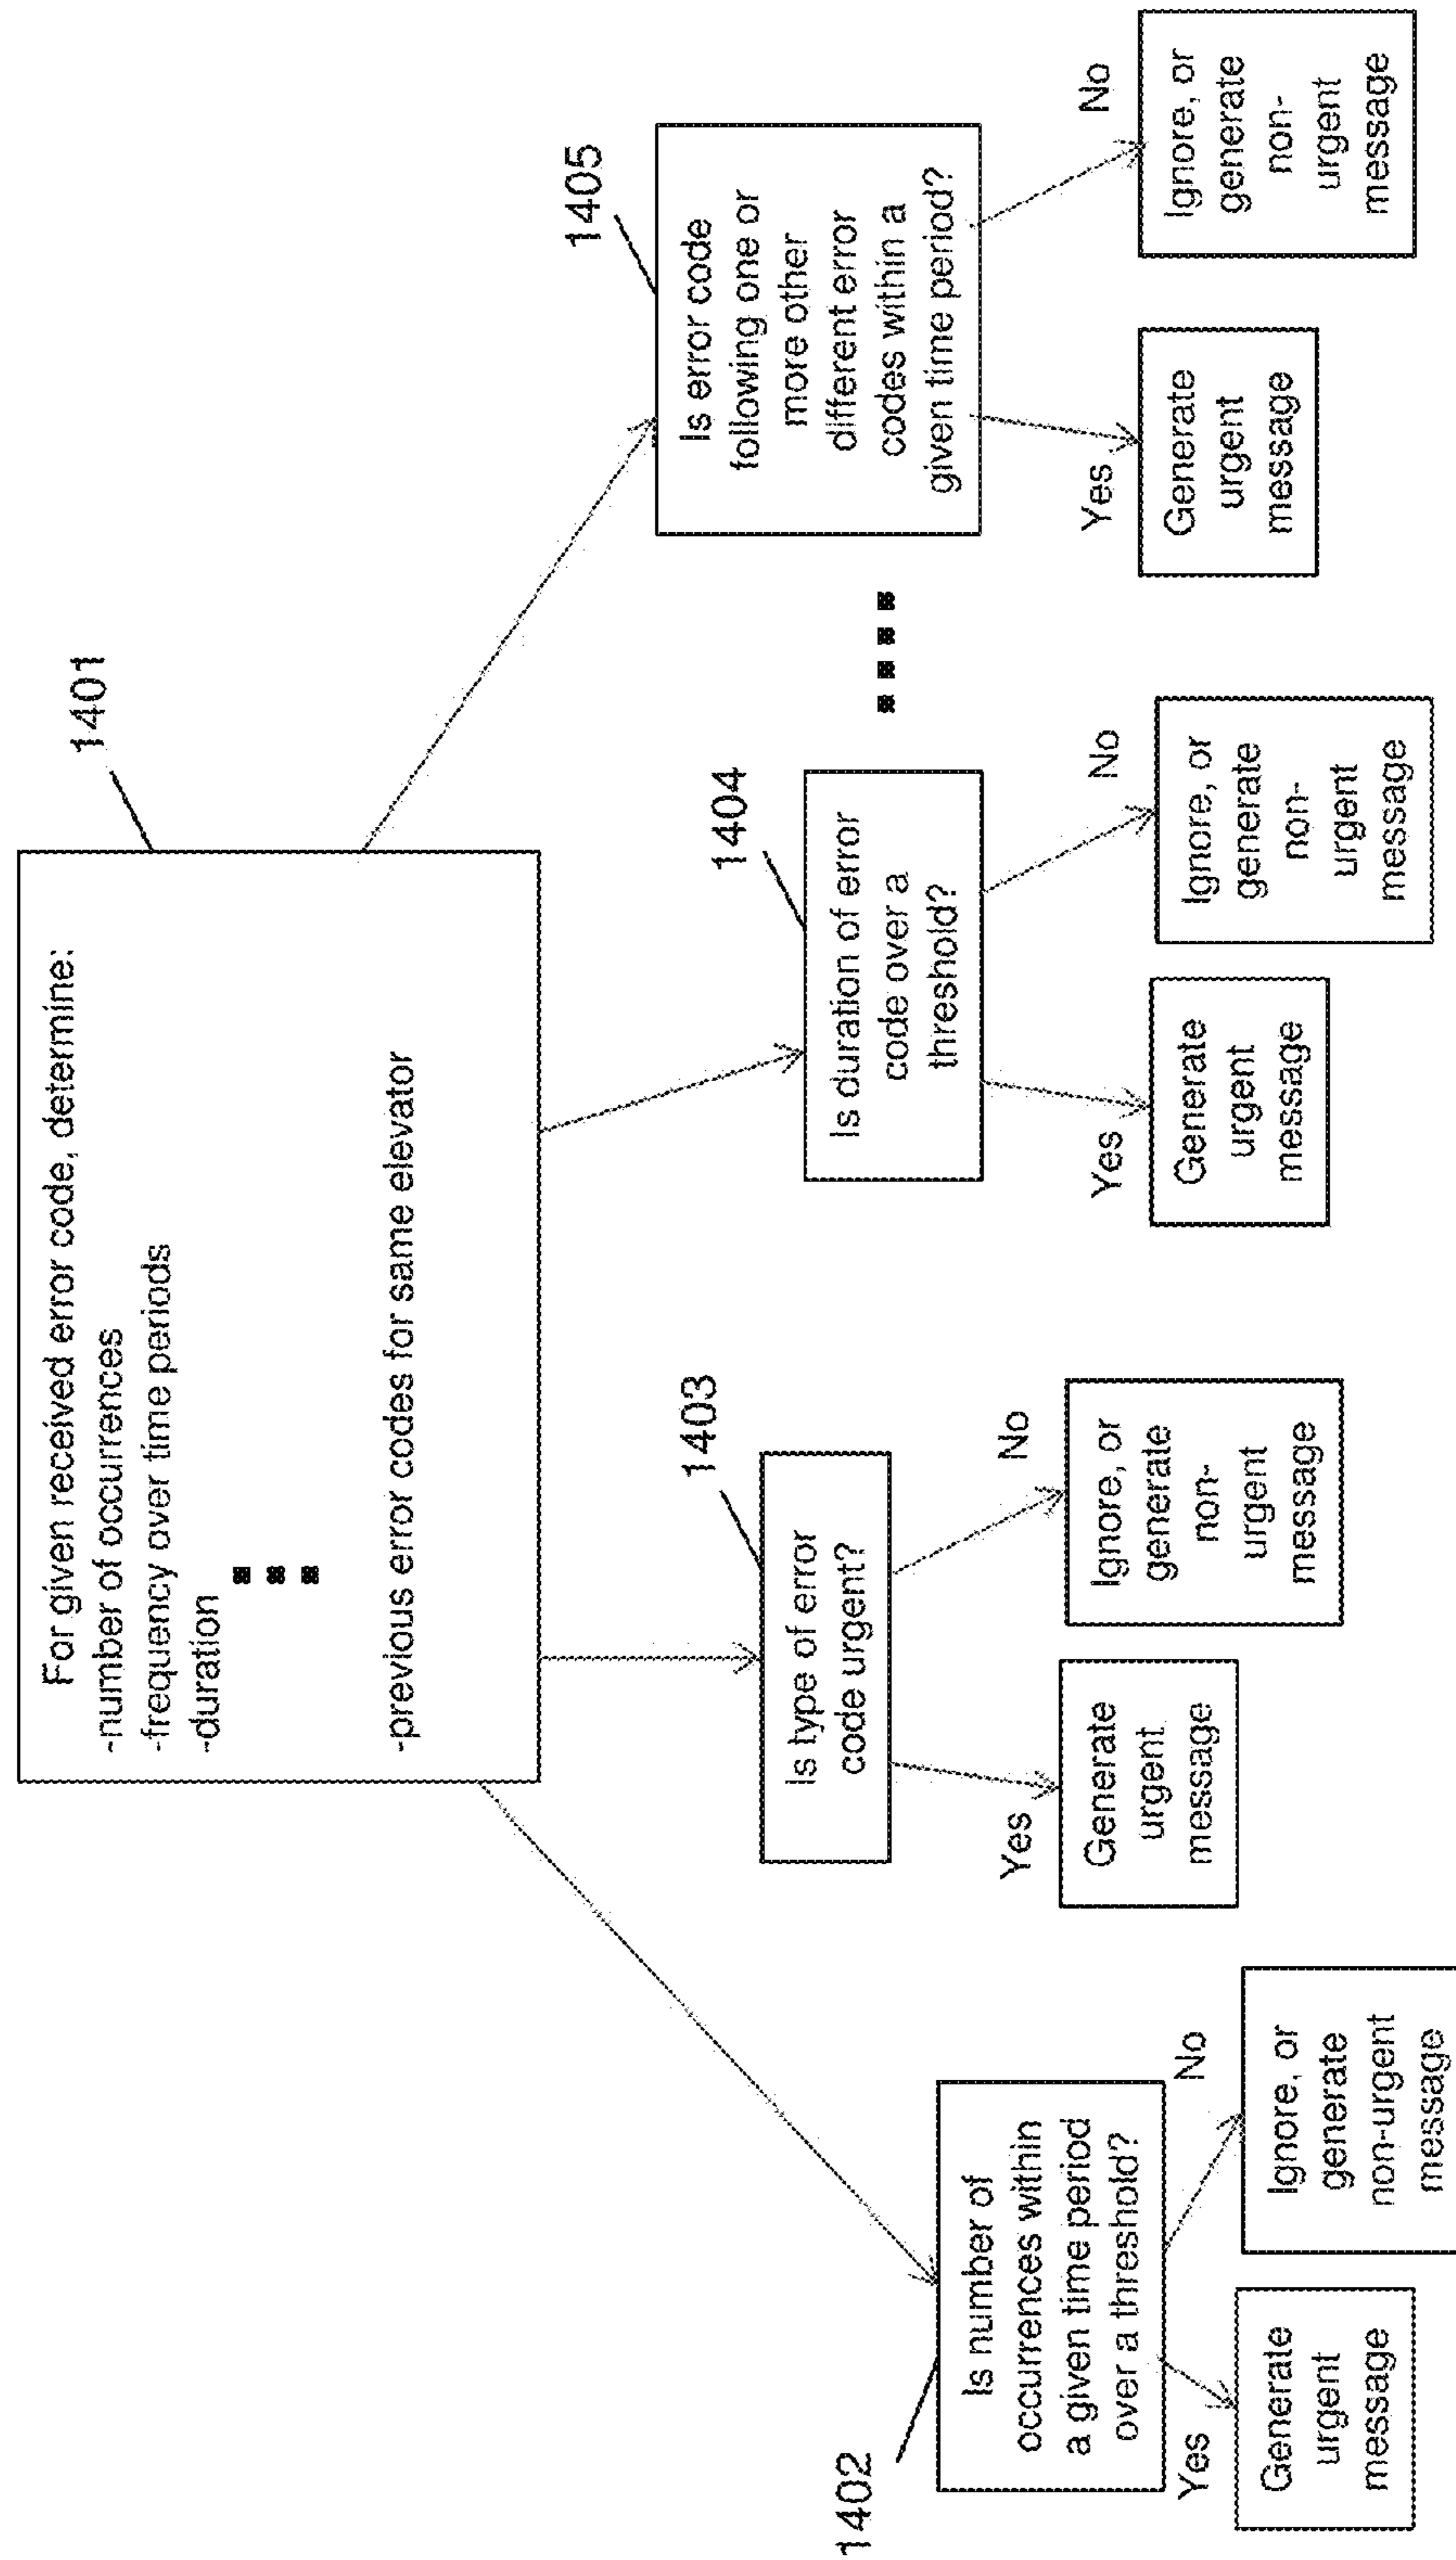 1401
For given received error code, determine:
-number of occurrences
-frequency over time periods
-duration
-previous error codes for same elevator
1402
Is number of
occurrences within
a given time period
over a threshold?
Yes
No
Generate
urgent
message
Ignore, or
generate
non-urgent
message
1403
Is type of error
code urgent?
Yes
No
Generate
urgent
message
Ignore, or
generate
non-
urgent
message
1404
Is duration of error
code over a
threshold?
Yes
No
Generate
urgent
message
Ignore, or
generate
non-
urgent
message
1405
Is error code
following one or
more other
different error
codes within a
given time period?
Yes
No
Generate
urgent
message
Ignore, or
generate
non-
urgent
message